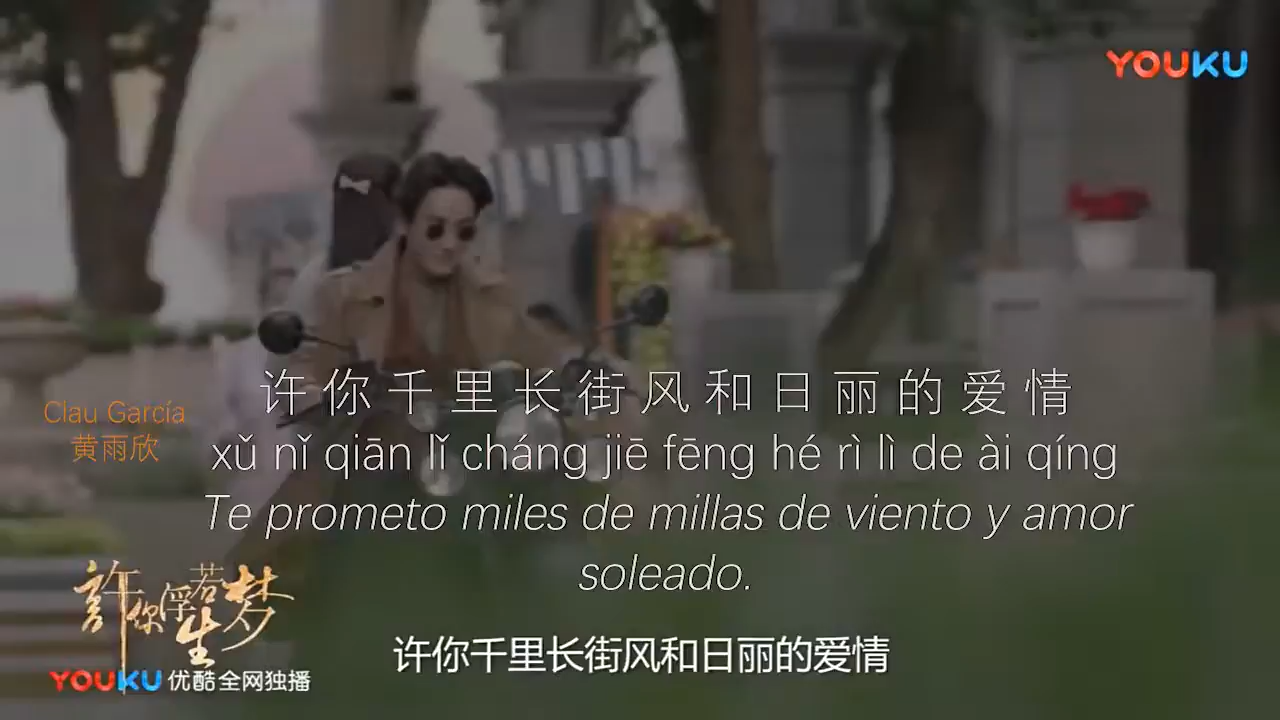 YOUKU
许你千里长街风和日丽的爱情
Clau García
黄雨欣
xǔ nǐ qiān lǐ cháng jiē fēng hé rì lì de ài qíng
Te prometo miles de millas de viento y amor
soleado.
許你浮生若梦
许你千里长街风和日丽的爱情
YOUKU 优酷全网独播